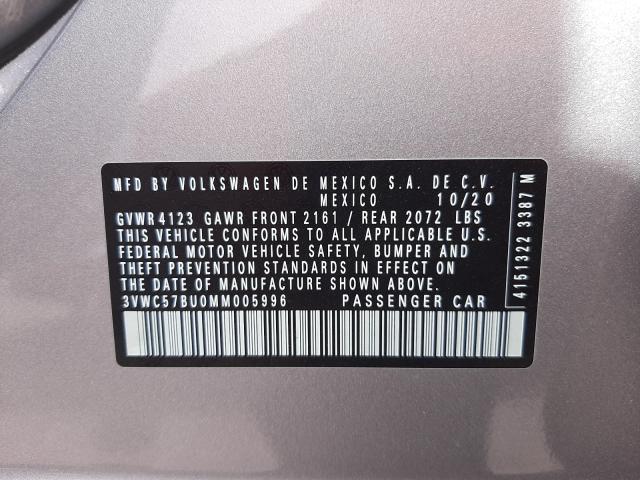 MFD BY VOLKSWAGEN DE MEXICO S.A. DE C.V.
MEXICO 10/20
GVWR 4123 GAWR FRONT 2161 / REAR 2072 LBS
THIS VEHICLE CONFORMS TO ALL APPLICABLE U.S.
FEDERAL MOTOR VEHICLE SAFETY, BUMPER AND
THEFT PREVENTION STANDARDS IN EFFECT ON
THE DATE OF MANUFACTURE SHOWN ABOVE.
3VWC57BU0MM005996 PASSENGER CAR
4151322 3387 M